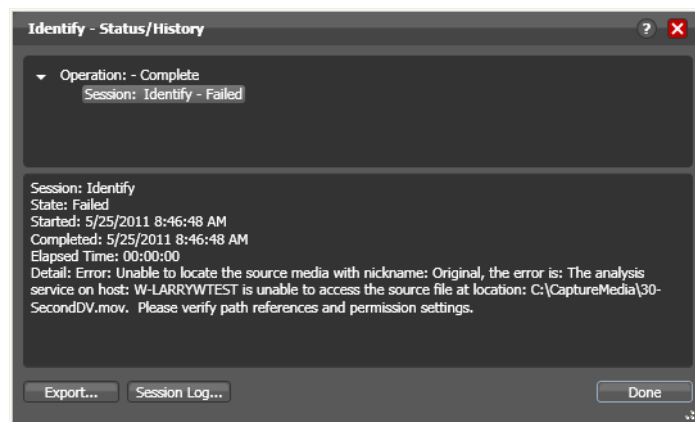 Identify - Status/History
?
Operation: - Complete
Session: Identify - Failed
Session: Identify
State: Failed
Started: 5/25/2011 8:46:48 AM
Completed: 5/25/2011 8:46:48 AM
Elapsed Time: 00:00:00
Detail: Error: Unable to locate the source media with nickname: Original, the error is: The analysis
service on host: W-LARRYWTEST is unable to access the source file at location: C:\CaptureMedia\30-
SecondDV.mov.  Please verify path references and permission settings.
Export... Session Log... Done